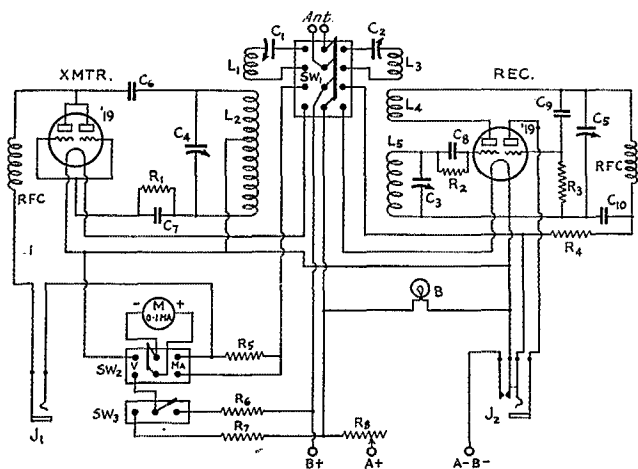 Ant.
C1
C2
L1
SW1
L3
XMTR.
C6
REC.
'19
L2
L4
C9
C5
C4
L5
C8
'19
RFC
R1
C7
C3
R2
R3
RFC
C10
R4
- M +
0-1MA
B
V
MA
R5
SW2
SW3
R6
R7
R8
J1
J2
B+
A+
A-B-